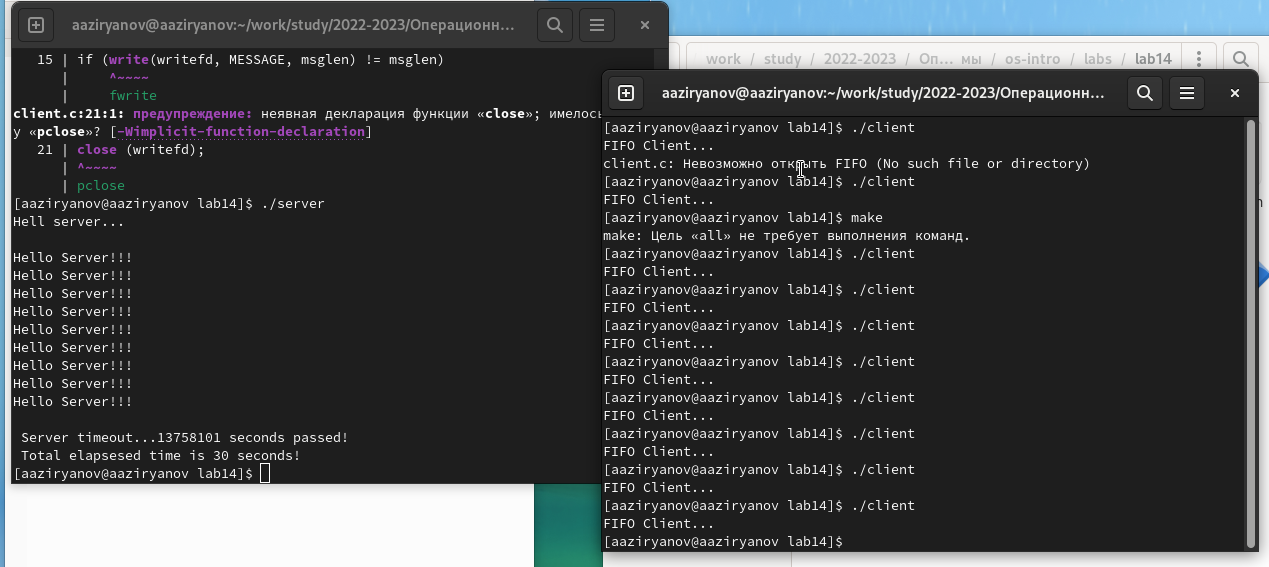 aaziryanov@aaziryanov:~/work/study/2022-2023/Операционн...
15 | if (write(writefd, MESSAGE, msglen) != msglen)
|     ^~~~~
|     fwrite
client.c:21:1: предупреждение: неявная декларация функции «close»; имелось
у «pclose»? [-Wimplicit-function-declaration]
21 | close (writefd);
| ^~~~~
| pclose
[aaziryanov@aaziryanov lab14]$ ./server
Hell server...
Hello Server!!!
Hello Server!!!
Hello Server!!!
Hello Server!!!
Hello Server!!!
Hello Server!!!
Hello Server!!!
Hello Server!!!
Hello Server!!!
Server timeout...13758101 seconds passed!
Total elapsesed time is 30 seconds!
[aaziryanov@aaziryanov lab14]$
work / study / 2022-2023 / Оп... мы / os-intro / labs / lab14
aaziryanov@aaziryanov:~/work/study/2022-2023/Операционн...
[aaziryanov@aaziryanov lab14]$ ./client
FIFO Client...
client.c: Невозможно открыть FIFO (No such file or directory)
[aaziryanov@aaziryanov lab14]$ ./client
FIFO Client...
[aaziryanov@aaziryanov lab14]$ make
make: Цель «all» не требует выполнения команд.
[aaziryanov@aaziryanov lab14]$ ./client
FIFO Client...
[aaziryanov@aaziryanov lab14]$ ./client
FIFO Client...
[aaziryanov@aaziryanov lab14]$ ./client
FIFO Client...
[aaziryanov@aaziryanov lab14]$ ./client
FIFO Client...
[aaziryanov@aaziryanov lab14]$ ./client
FIFO Client...
[aaziryanov@aaziryanov lab14]$ ./client
FIFO Client...
[aaziryanov@aaziryanov lab14]$ ./client
FIFO Client...
[aaziryanov@aaziryanov lab14]$ ./client
FIFO Client...
[aaziryanov@aaziryanov lab14]$